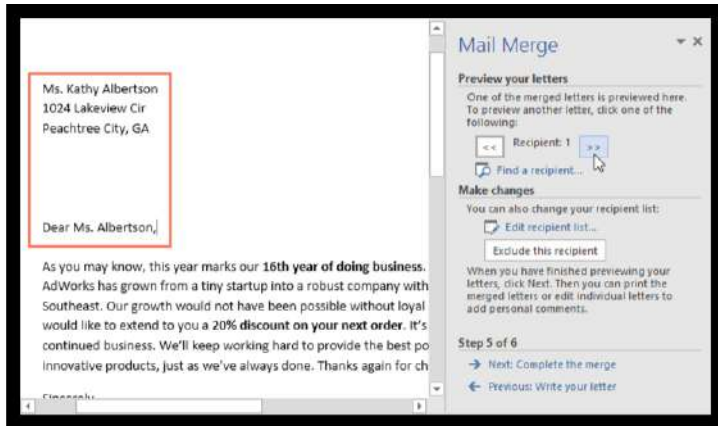 Ms. Kathy Albertson
1024 Lakeview Cir
Peachtree City, GA
Dear Ms. Albertson,
As you may know, this year marks our 16th year of doing business.
AdWorks has grown from a tiny startup into a robust company with
Southeast. Our growth would not have been possible without loyal
would like to extend to you a 20% discount on your next order. It's
continued business. We'll keep working hard to provide the best po
innovative products, just as we've always done. Thanks again for ch
Sincerely
Mail Merge
Preview your letters
One of the merged letters is previewed here.
To preview another letter, click one of the
following:
<< Recipient: 1 >>
Find a recipient...
Make changes
You can also change your recipient list:
Edit recipient list...
Exclude this recipient
When you have finished previewing your
letters, click Next. Then you can print the
merged letters or edit individual letters to
add personal comments.
Step 5 of 6
Next: Complete the merge
Previous: Write your letter